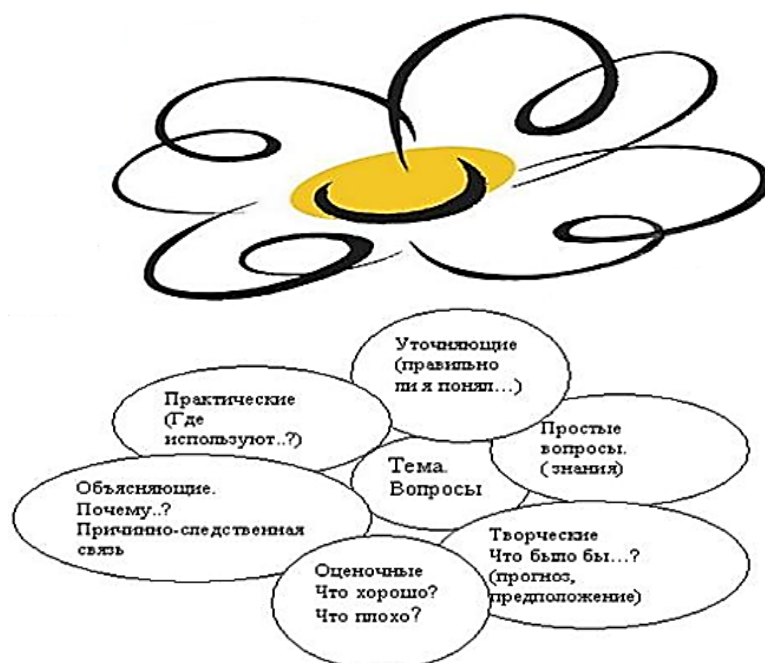 Уточняющие
(правильно
ли я понял...)
Практические
(Где
используют..?)
Простые
вопросы.
( знания)
Тема.
Вопросы
Объясняющие.
Почему..?
Причинно-следственная
связь
Творческие
Что было бы...?
(прогноз,
предположение)
Оценочные
Что хорошо?
Что плохо?